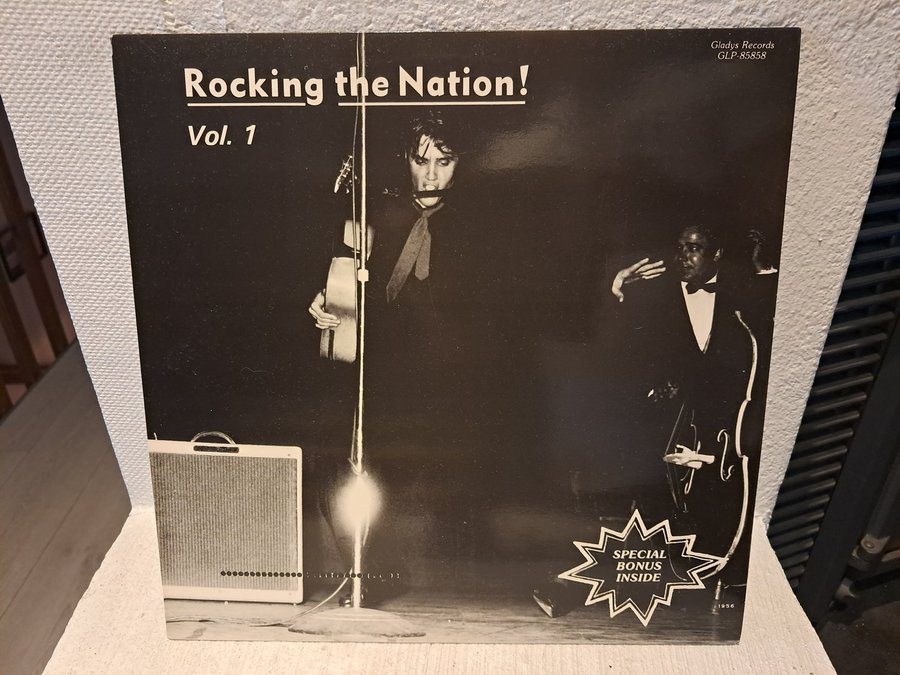 Gladys Records
GLP-85858
Rocking the Nation!
Vol. 1
SPECIAL
BONUS
INSIDE
1956